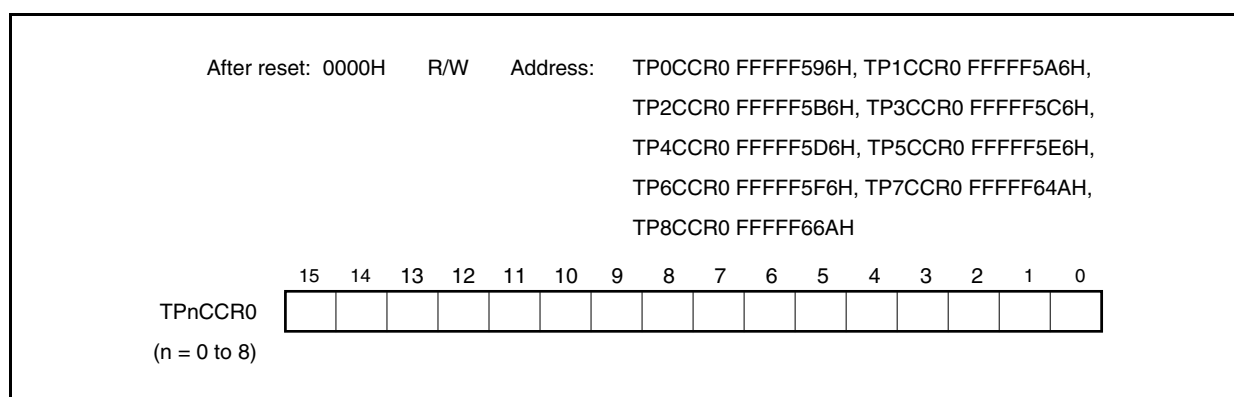 After reset: 0000H R/W Address: TP0CCR0 FFFFF596H, TP1CCR0 FFFFF5A6H,
TP2CCR0 FFFFF5B6H, TP3CCR0 FFFFF5C6H,
TP4CCR0 FFFFF5D6H, TP5CCR0 FFFFF5E6H,
TP6CCR0 FFFFF5F6H, TP7CCR0 FFFFF64AH,
TP8CCR0 FFFFF66AH
15 14 13 12 11 10 9 8 7 6 5 4 3 2 1 0
TPnCCR0
(n = 0 to 8)